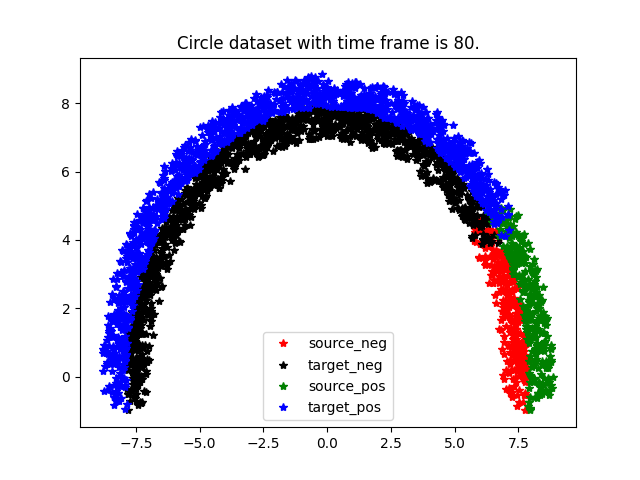 Circle dataset with time frame is 80.
8
6
4
2
0
−7.5 −5.0 −2.5 0.0 2.5 5.0 7.5
source_neg
target_neg
source_pos
target_pos